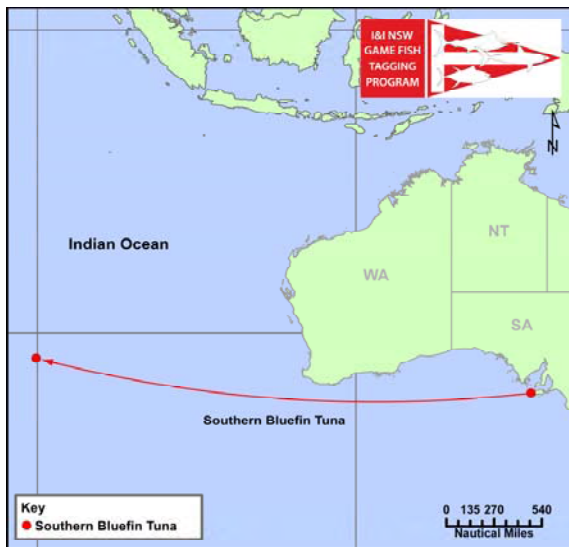 I&I NSW
GAME FISH
TAGGING
PROGRAM
N
Indian Ocean
NT
WA
SA
Southern Bluefin Tuna
Key
Southern Bluefin Tuna
0 135 270 540
Nautical Miles